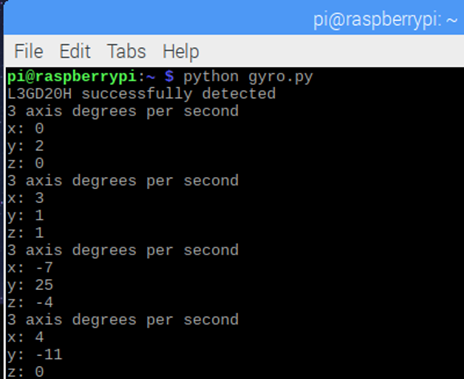 pi@raspberrypi: ~
File Edit Tabs Help
pi@raspberrypi:~ $ python gyro.py
L3GD20H successfully detected
3 axis degrees per second
x: 0
y: 2
z: 0
3 axis degrees per second
x: 3
y: 1
z: 1
3 axis degrees per second
x: -7
y: 25
z: -4
3 axis degrees per second
x: 4
y: -11
z: 0